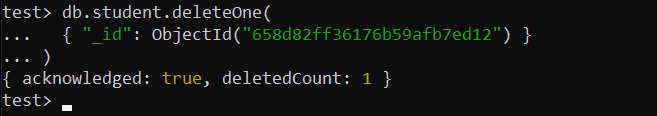 test> db.student.deleteOne(
...   { "_id": ObjectId("658d82ff36176b59afb7ed12") }
... )
{ acknowledged: true, deletedCount: 1 }
test>